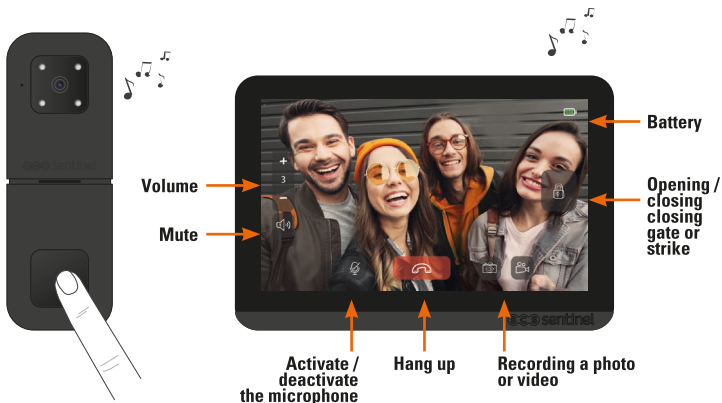 Battery
+
3
-
Volume
Mute
Opening /
closing
closing
gate or
strike
sentinel
sentinel
Activate /
deactivate
the microphone
Hang up
Recording a photo
or video